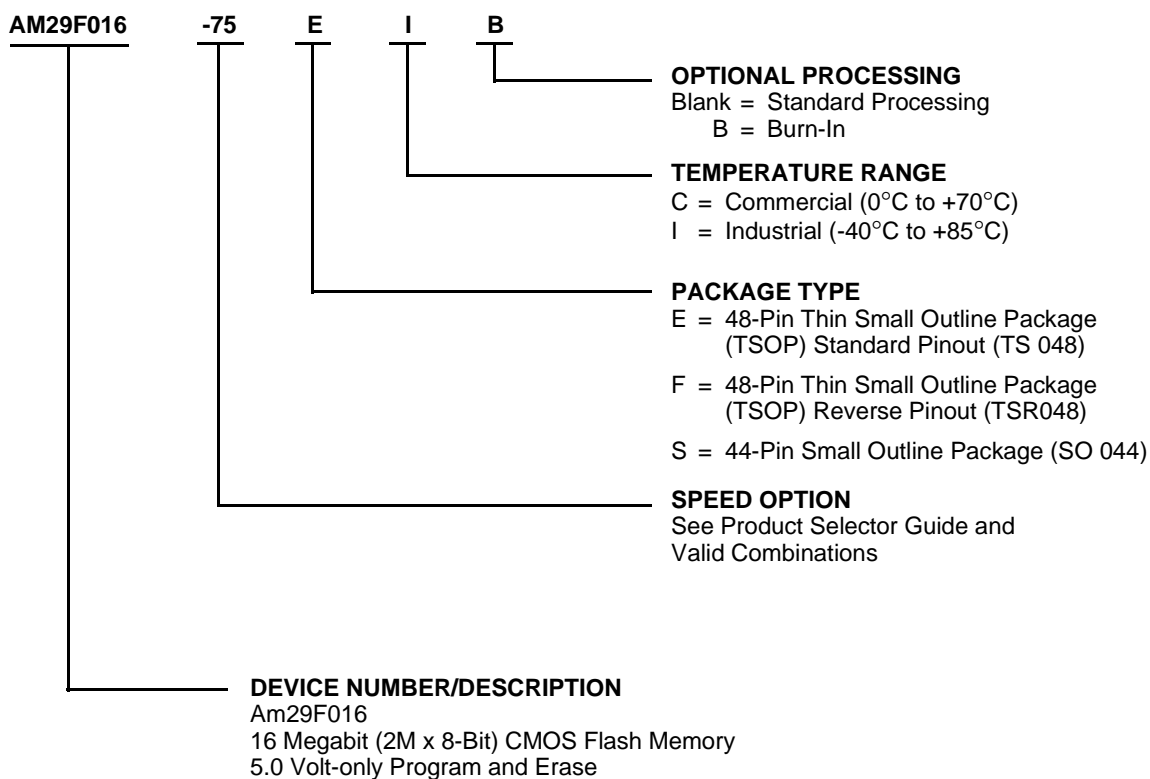 AM29F016 -75 E I B
OPTIONAL PROCESSING
Blank = Standard Processing
B = Burn-In
TEMPERATURE RANGE
C = Commercial (0°C to +70°C)
I = Industrial (-40°C to +85°C)
PACKAGE TYPE
E = 48-Pin Thin Small Outline Package
(TSOP) Standard Pinout (TS 048)
F = 48-Pin Thin Small Outline Package
(TSOP) Reverse Pinout (TSR048)
S = 44-Pin Small Outline Package (SO 044)
SPEED OPTION
See Product Selector Guide and
Valid Combinations
DEVICE NUMBER/DESCRIPTION
Am29F016
16 Megabit (2M x 8-Bit) CMOS Flash Memory
5.0 Volt-only Program and Erase